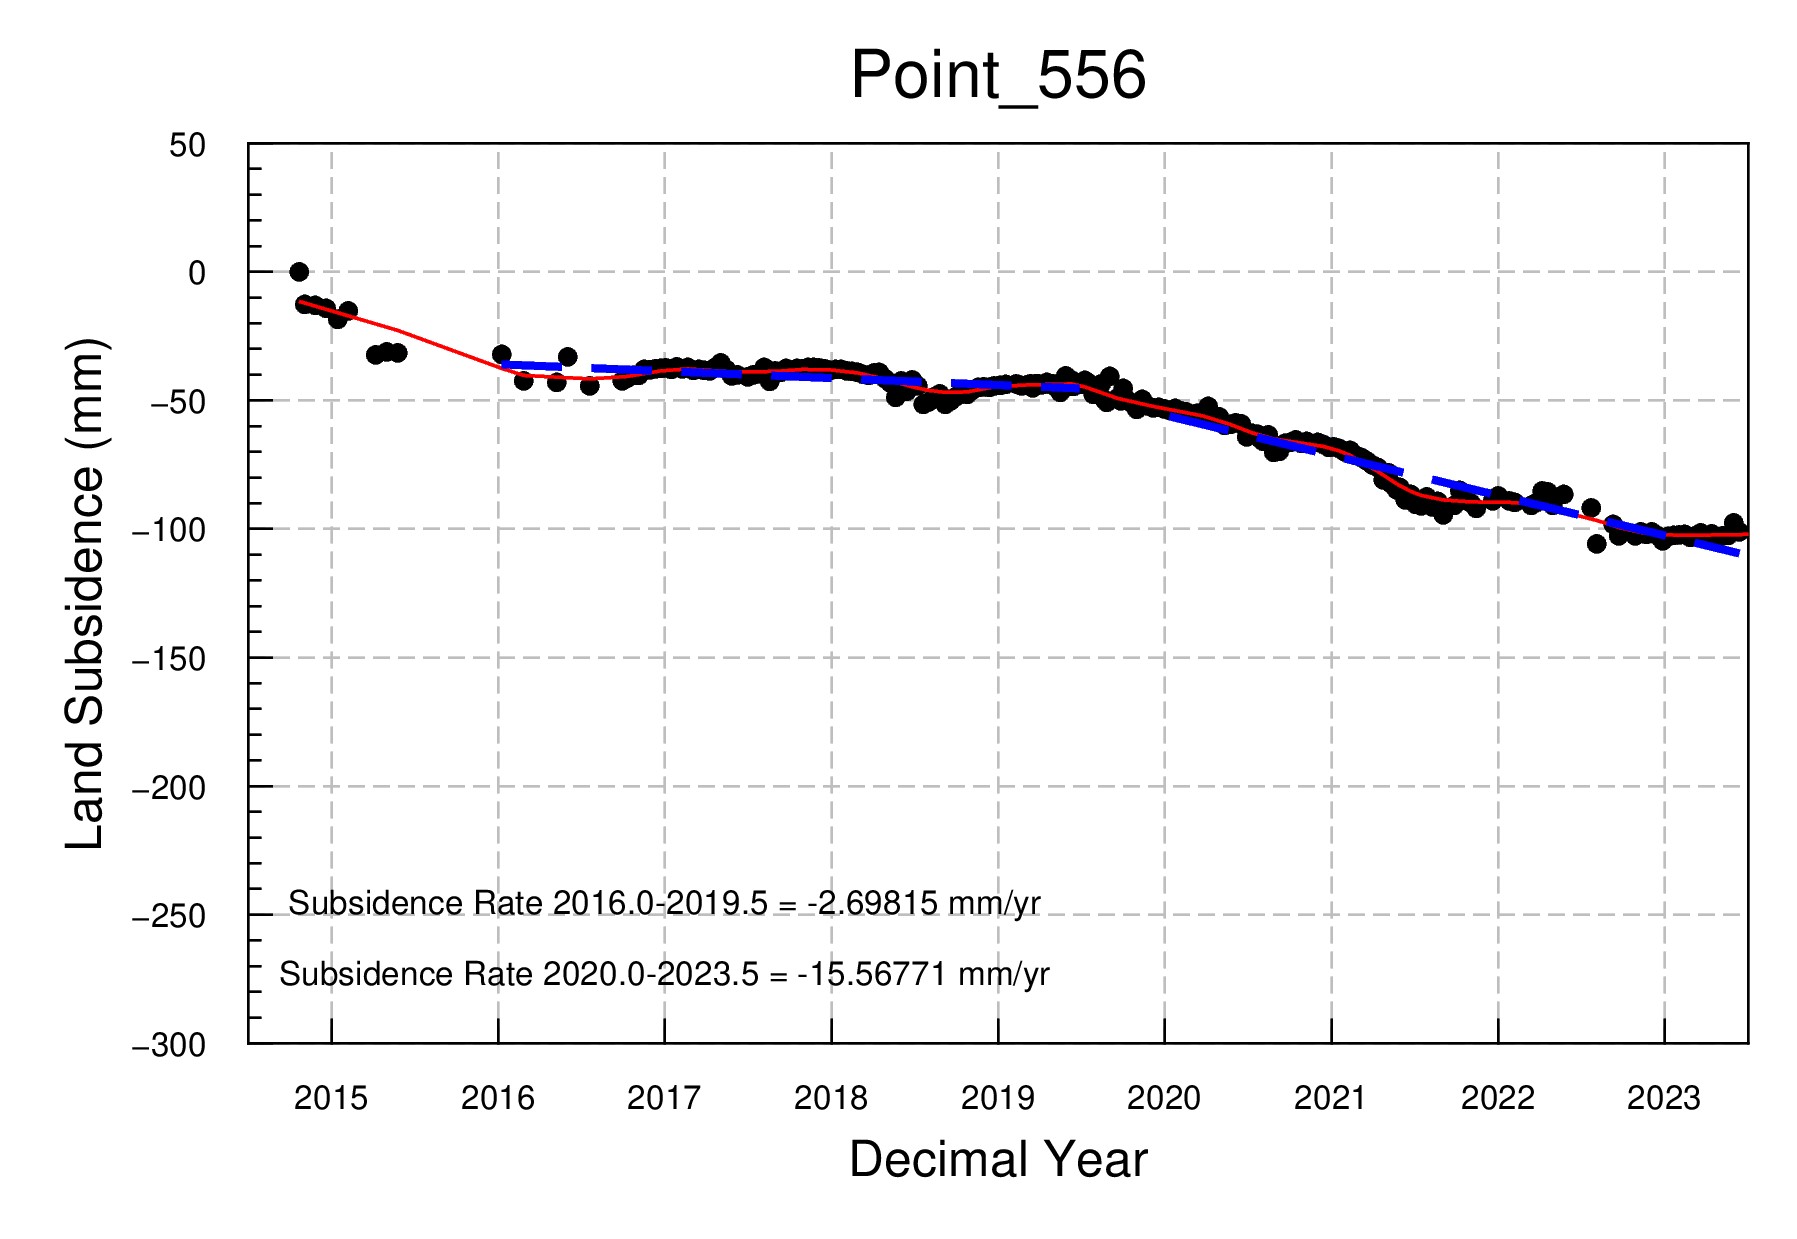 Point_556
50
0
−50
−100
−150
−200
−250
−300
Land Subsidence (mm)
Subsidence Rate 2016.0-2019.5 = -2.69815 mm/yr
Subsidence Rate 2020.0-2023.5 = -15.56771 mm/yr
2015 2016 2017 2018 2019 2020 2021 2022 2023
Decimal Year